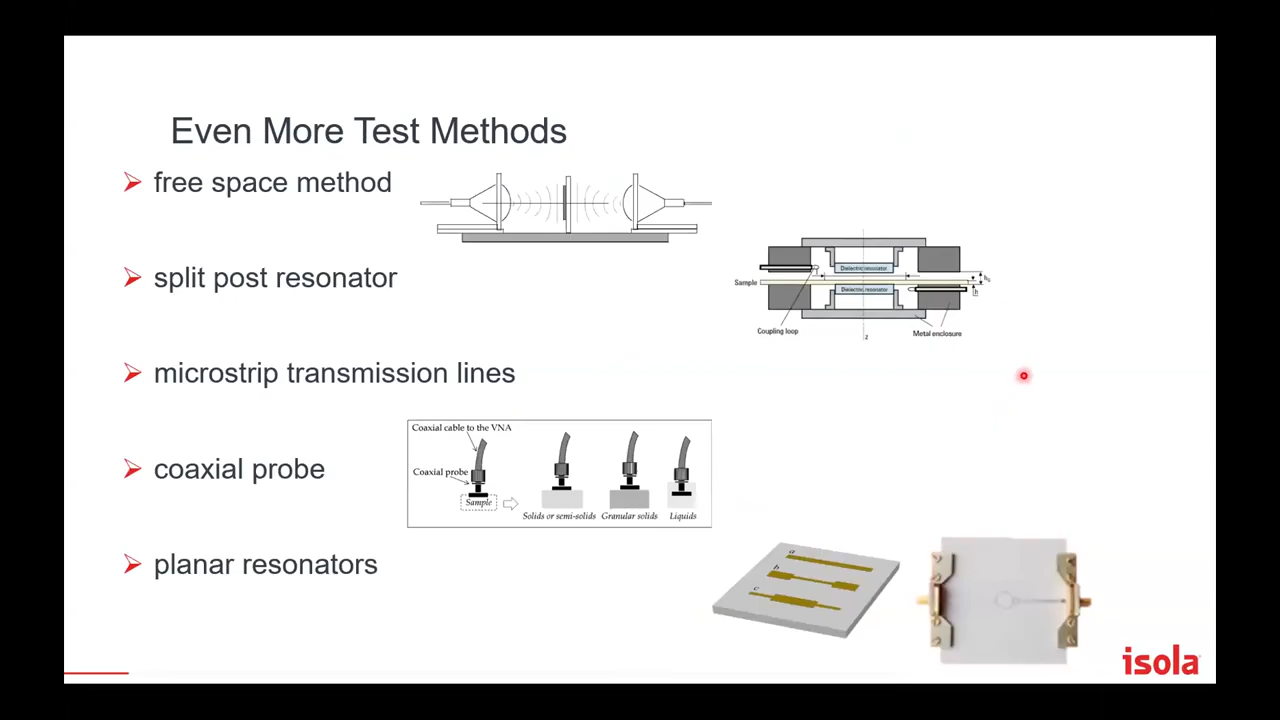 Even More Test Methods
free space method
split post resonator
Dielectric resonator
Sample
Dielectric resonator
Coupling loop
Metal enclosure
z
microstrip transmission lines
Coaxial cable to the VNA
coaxial probe
Coaxial probe
Sample
Solids or semi-solids
Granular solids
Liquids
planar resonators
a
b
c
isola